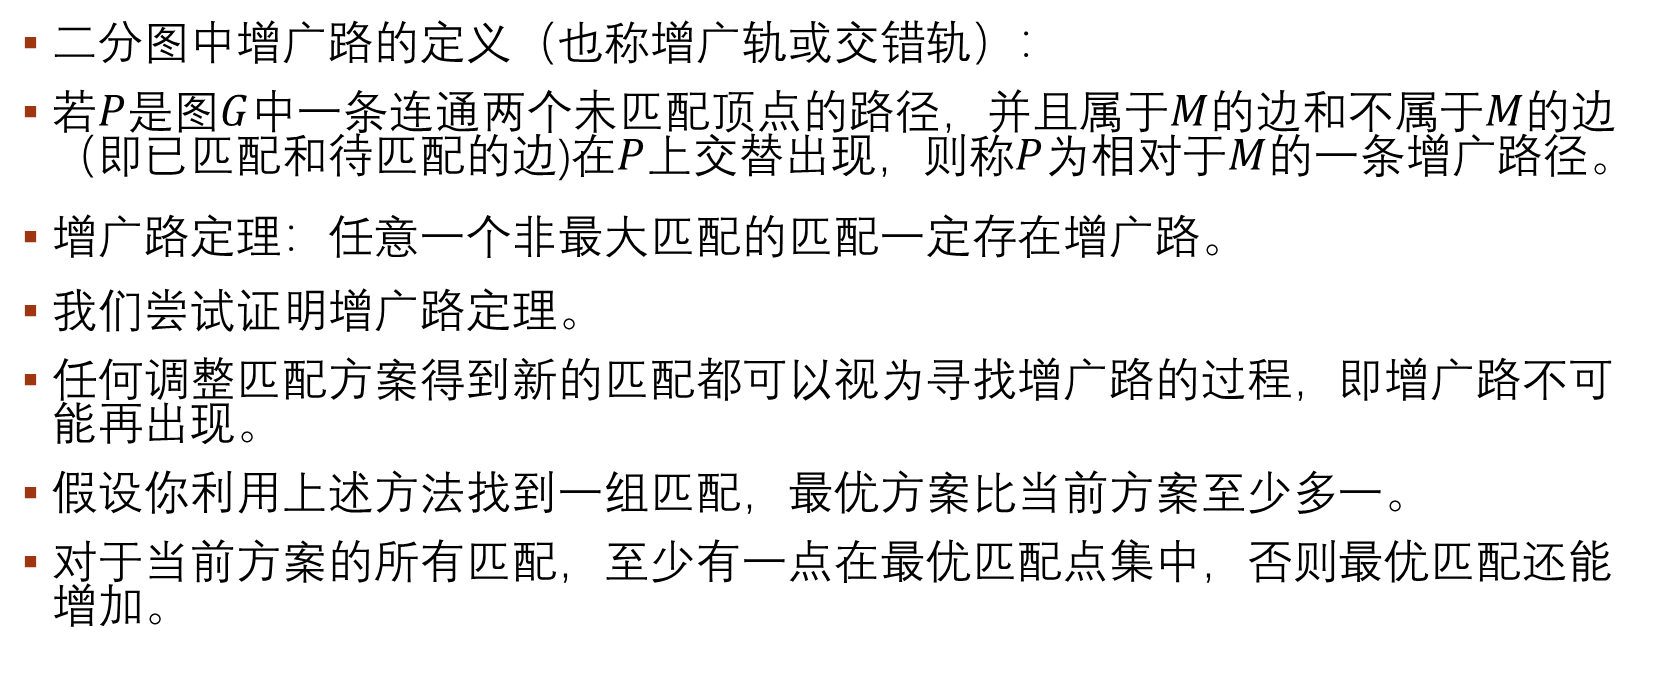 ▪ 二分图中增广路的定义（也称增广轨或交错轨）:
▪ 若P是图G中一条连通两个未匹配顶点的路径，并且属于M的边和不属于M的边
（即已匹配和待匹配的边)在P上交替出现，则称P为相对于M的一条增广路径。
▪ 增广路定理：任意一个非最大匹配的匹配一定存在增广路。
▪ 我们尝试证明增广路定理。
▪ 任何调整匹配方案得到新的匹配都可以视为寻找增广路的过程，即增广路不可
能再出现。
▪ 假设你利用上述方法找到一组匹配，最优方案比当前方案至少多一。
▪ 对于当前方案的所有匹配，至少有一点在最优匹配点集中，否则最优匹配还能
增加。